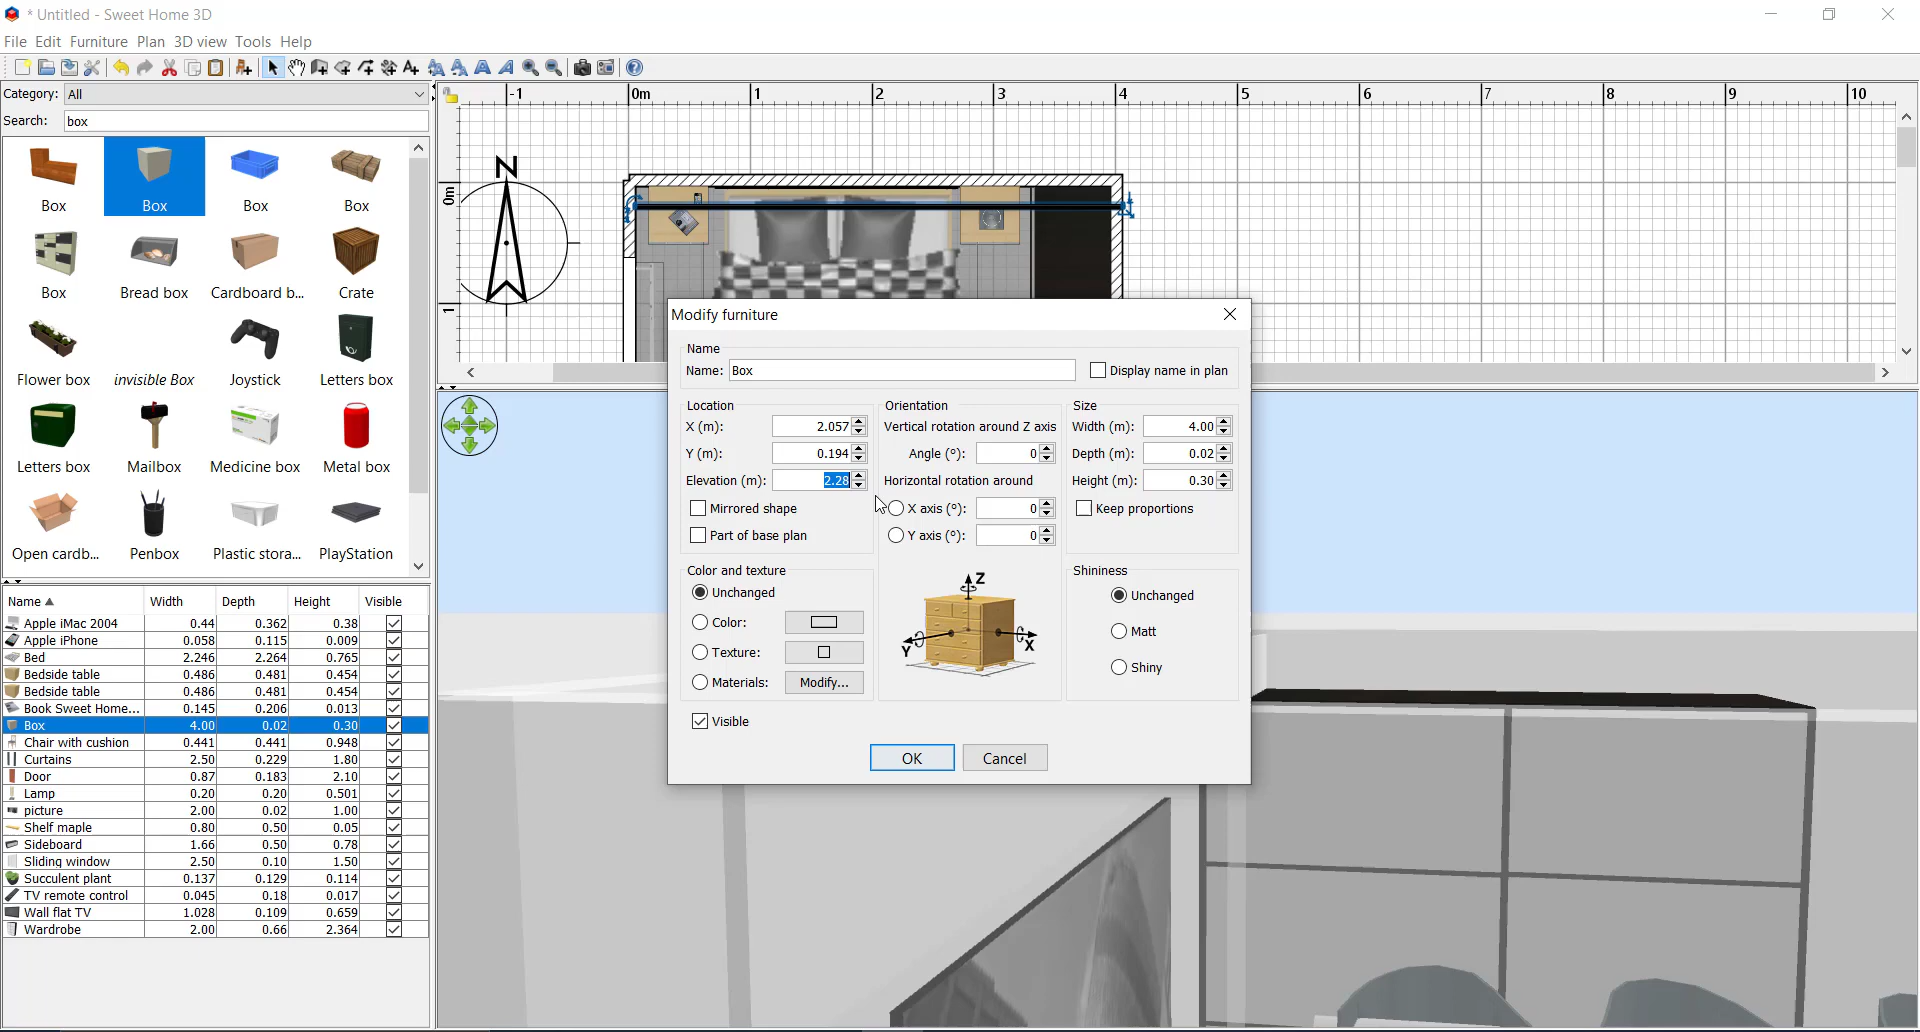 * Untitled - Sweet Home 3D
File Edit Furniture Plan 3D view Tools Help
Category: All
Search: box
Box Box Box Box
Box Bread box Cardboard b... Crate
Flower box invisible Box Joystick Letters box
Letters box Mailbox Medicine box Metal box
Open cardb... Penbox Plastic stora... PlayStation
Name Width Depth Height Visible
Apple iMac 2004 0.44 0.362 0.38
Apple iPhone 0.058 0.115 0.009
Bed 2.246 2.264 0.765
Bedside table 0.486 0.481 0.454
Bedside table 0.486 0.481 0.454
Book Sweet Home... 0.145 0.206 0.013
Box 4.00 0.02 0.30
Chair with cushion 0.441 0.441 0.948
Curtains 2.50 0.229 1.80
Door 0.87 0.183 2.10
Lamp 0.20 0.20 0.501
picture 2.00 0.02 1.00
Shelf maple 0.80 0.50 0.05
Sideboard 1.66 0.50 0.78
Sliding window 2.50 0.10 1.50
Succulent plant 0.137 0.129 0.114
TV remote control 0.045 0.18 0.017
Wall flat TV 1.028 0.109 0.659
Wardrobe 2.00 0.66 2.364
-1 0m 1 2 3 4 5 6 7 8 9 10
0m
1
N
Modify furniture
Name
Name: Box Display name in plan
Location
X (m): 2.057
Y (m): 0.194
Elevation (m): 2.28
Mirrored shape
Part of base plan
Orientation
Vertical rotation around Z axis
Angle (°): 0
Horizontal rotation around
X axis (°): 0
Y axis (°): 0
Z
Y
X
Size
Width (m): 4.00
Depth (m): 0.02
Height (m): 0.30
Keep proportions
Color and texture
Unchanged
Color:
Texture:
Materials: Modify...
Shininess
Unchanged
Matt
Shiny
Visible
OK Cancel